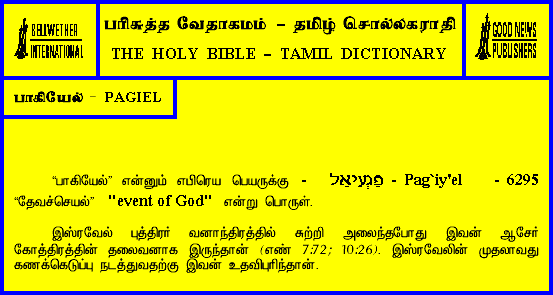 BELLWETHER
INTERNATIONAL
பரிசுத்த வேதாகமம் – தமிழ் சொல்லகராதி
THE HOLY BIBLE – TAMIL DICTIONARY
GOOD NEWS
PUBLISHERS
பாகியேல் – PAGIEL
“பாகியேல்” என்னும் எபிரெய பெயருக்கு - פַּגְעִיאֵל - Pag`iy'el - 6295
“தேவச்செயல்” "event of God" என்று பொருள்.
இஸ்ரவேல் புத்திரர் வனாந்திரத்தில் சுற்றி அலைந்தபோது இவன் ஆசேர்
கோத்திரத்தின் தலைவனாக இருந்தான் (எண் 7:72; 10:26). இஸ்ரவேலின் முதலாவது
கணக்கெடுப்பு நடத்துவதற்கு இவன் உதவிபுரிந்தான்.